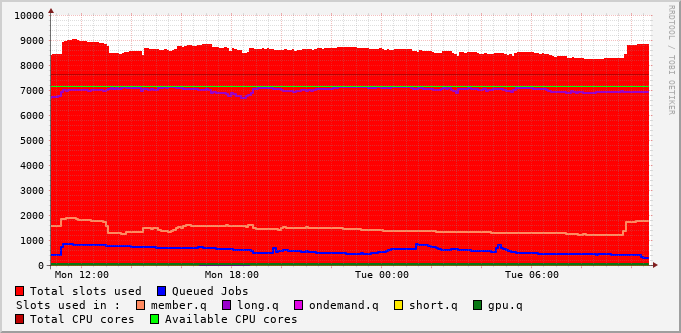 10000
9000
8000
7000
6000
5000
4000
3000
2000
1000
0
Mon 12:00 Mon 18:00 Tue 00:00 Tue 06:00
RRDTOOL / TOBI OETIKER
Total slots used Queued Jobs
Slots used in : member.q long.q ondemand.q short.q gpu.q
Total CPU cores Available CPU cores